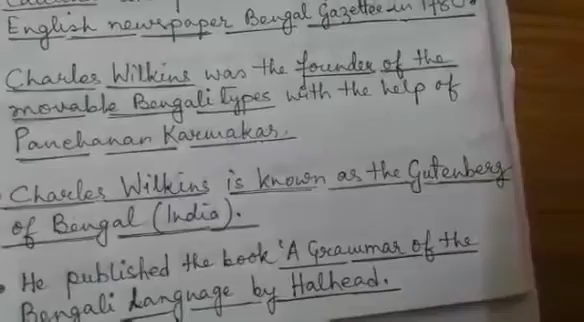 English newspaper Bengal Gazette in 1780.
Charles Wilkins was the founder of the
movable Bengali types with the help of
Panchanan Karmakar.
Charles Wilkins is known as the Gutenberg
of Bengal (India).
• He published the book 'A Grammar of the
Bengali Language by Halhead.